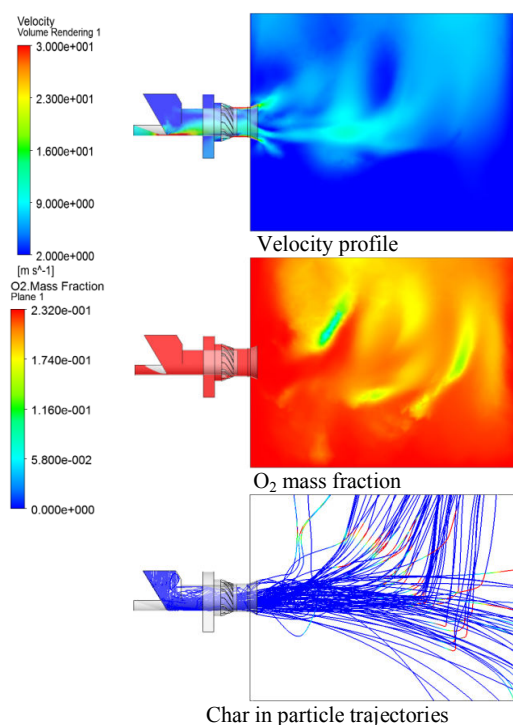 Velocity
Volume Rendering 1
3.000e+001
2.300e+001
1.600e+001
9.000e+000
2.000e+000
[m s^-1]
Velocity profile
O2.Mass Fraction
Plane 1
2.320e-001
1.740e-001
1.160e-001
5.800e-002
0.000e+000
O₂ mass fraction
Char in particle trajectories